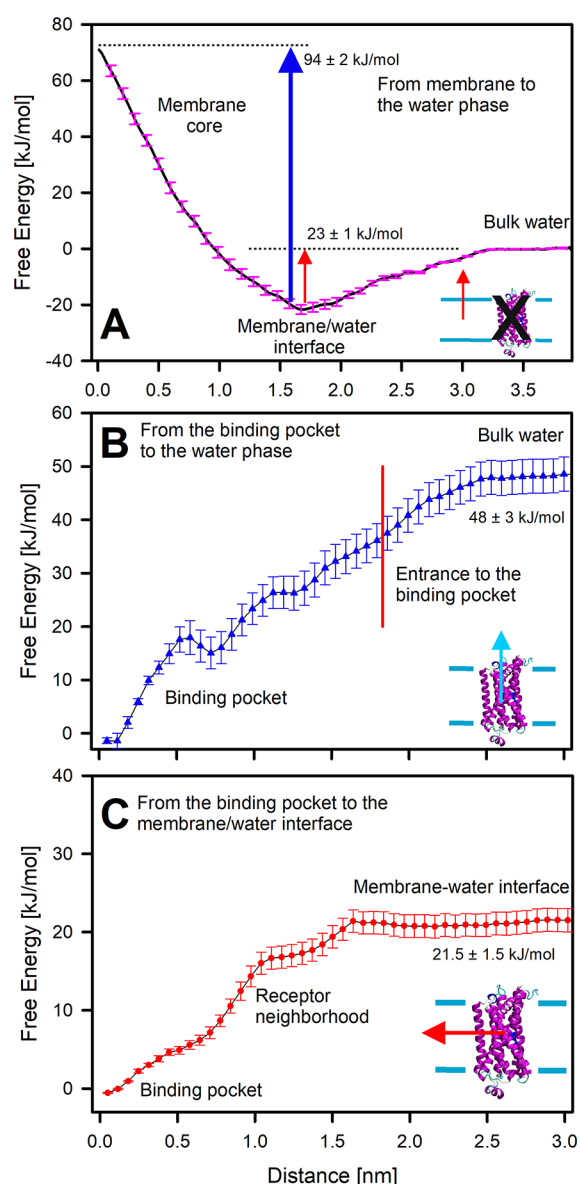 80
94 ± 2 kJ/mol
From membrane to
the water phase
60
Membrane
core
40
20
23 ± 1 kJ/mol
Bulk water
0
-20
A
Membrane/water
interface
X
-40
0.0 0.5 1.0 1.5 2.0 2.5 3.0 3.5
Free Energy [kJ/mol]
60
B
From the binding pocket
to the water phase
Bulk water
50
48 ± 3 kJ/mol
40
30
Entrance to the
binding pocket
20
10
Binding pocket
0
Free Energy [kJ/mol]
40
C
From the binding pocket to the
membrane/water interface
30
Membrane-water interface
20
21.5 ± 1.5 kJ/mol
10
Receptor
neighborhood
Binding pocket
0
Free Energy [kJ/mol]
0.0 0.5 1.0 1.5 2.0 2.5 3.0
Distance [nm]